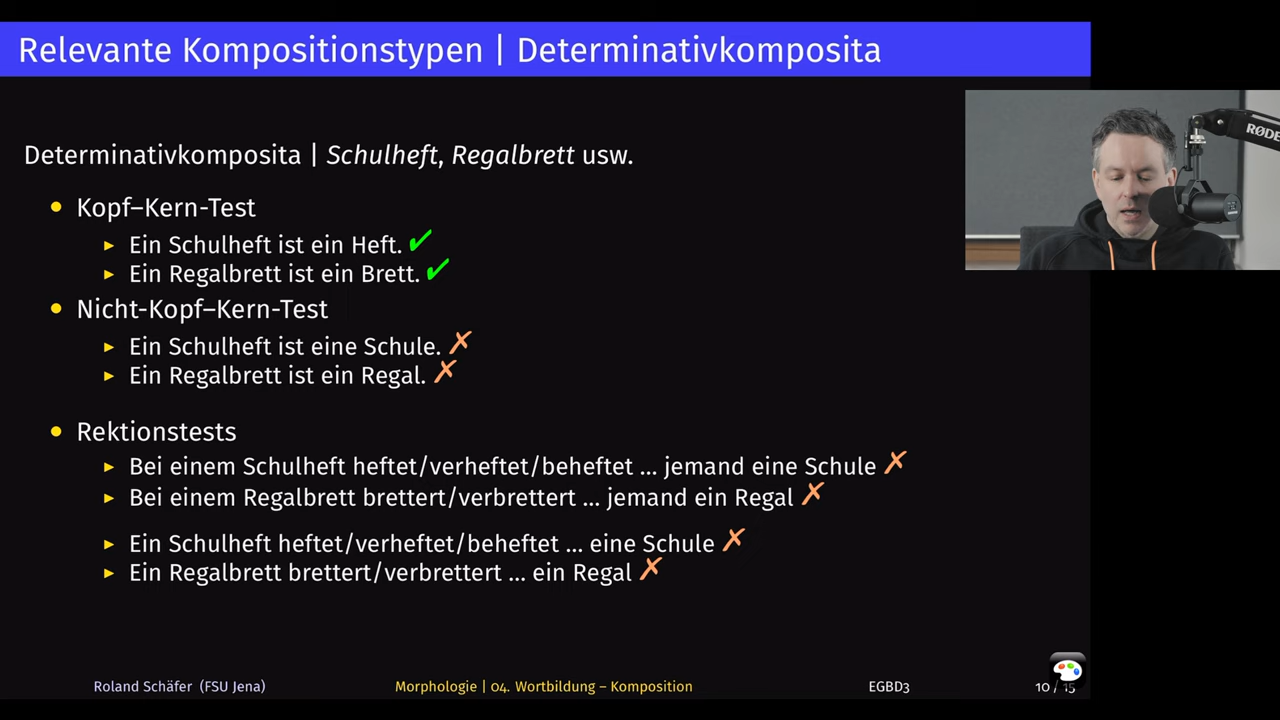 Relevante Kompositionstypen | Determinativkomposita
RØDE
Determinativkomposita | Schulheft, Regalbrett usw.
• Kopf–Kern-Test
▸ Ein Schulheft ist ein Heft. ✔
▸ Ein Regalbrett ist ein Brett. ✔
• Nicht-Kopf–Kern-Test
▸ Ein Schulheft ist eine Schule. ✗
▸ Ein Regalbrett ist ein Regal. ✗
• Rektionstests
▸ Bei einem Schulheft heftet/verheftet/beheftet ... jemand eine Schule ✗
▸ Bei einem Regalbrett brettert/verbrettert ... jemand ein Regal ✗
▸ Ein Schulheft heftet/verheftet/beheftet ... eine Schule ✗
▸ Ein Regalbrett brettert/verbrettert ... ein Regal ✗
Roland Schäfer (FSU Jena) Morphologie | 04. Wortbildung – Komposition EGBD3 10 / 15